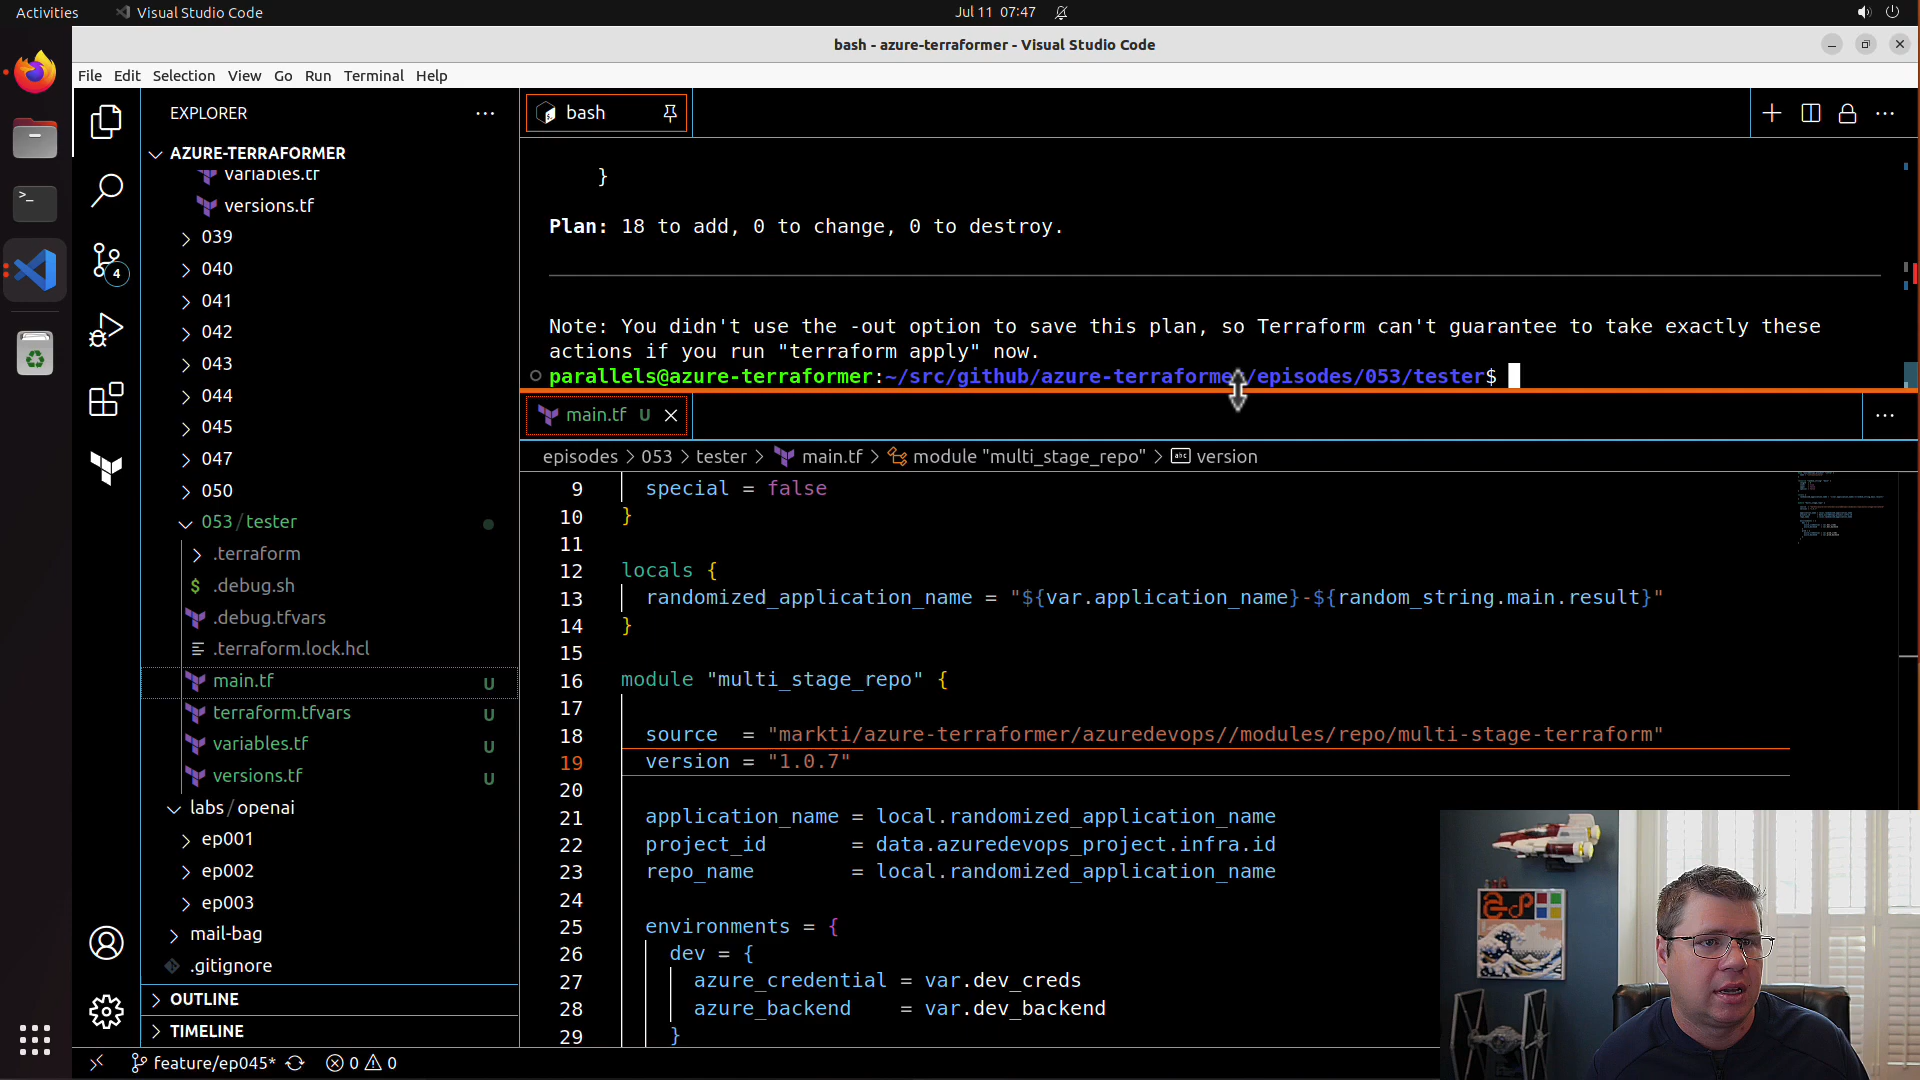 Activities
Visual Studio Code
Jul 11 07:47
bash - azure-terraformer - Visual Studio Code
File Edit Selection View Go Run Terminal Help
EXPLORER
AZURE-TERRAFORMER
variables.tf
versions.tf
039
040
041
042
043
044
045
047
050
053 / tester
.terraform
.debug.sh
.debug.tfvars
.terraform.lock.hcl
main.tf U
terraform.tfvars U
variables.tf U
versions.tf U
labs / openai
ep001
ep002
ep003
mail-bag
.gitignore
OUTLINE
TIMELINE
4
bash
}
Plan: 18 to add, 0 to change, 0 to destroy.
Note: You didn't use the -out option to save this plan, so Terraform can't guarantee to take exactly these
actions if you run "terraform apply" now.
parallels@azure-terraformer:~/src/github/azure-terraformer/episodes/053/tester$
main.tf U
episodes > 053 > tester > main.tf > module "multi_stage_repo" > version
9 special = false
10 }
11
12 locals {
13 randomized_application_name = "${var.application_name}-${random_string.main.result}"
14 }
15
16 module "multi_stage_repo" {
17
18 source = "markti/azure-terraformer/azuredevops//modules/repo/multi-stage-terraform"
19 version = "1.0.7"
20
21 application_name = local.randomized_application_name
22 project_id = data.azuredevops_project.infra.id
23 repo_name = local.randomized_application_name
24
25 environments = {
26 dev = {
27 azure_credential = var.dev_creds
28 azure_backend = var.dev_backend
29 }
feature/ep045* 0 0